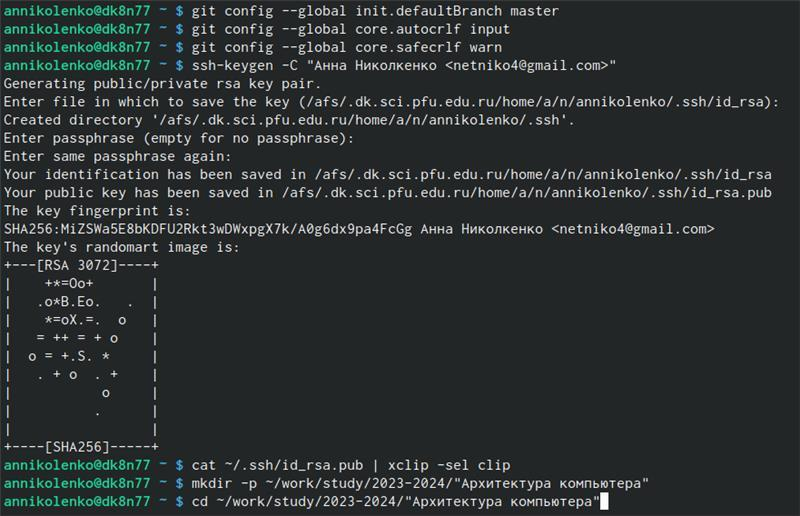 annikolenko@dk8n77 ~ $ git config --global init.defaultBranch master
annikolenko@dk8n77 ~ $ git config --global core.autocrlf input
annikolenko@dk8n77 ~ $ git config --global core.safecrlf warn
annikolenko@dk8n77 ~ $ ssh-keygen -C "Анна Николкенко <netniko4@gmail.com>"
Generating public/private rsa key pair.
Enter file in which to save the key (/afs/.dk.sci.pfu.edu.ru/home/a/n/annikolenko/.ssh/id_rsa):
Created directory '/afs/.dk.sci.pfu.edu.ru/home/a/n/annikolenko/.ssh'.
Enter passphrase (empty for no passphrase):
Enter same passphrase again:
Your identification has been saved in /afs/.dk.sci.pfu.edu.ru/home/a/n/annikolenko/.ssh/id_rsa
Your public key has been saved in /afs/.dk.sci.pfu.edu.ru/home/a/n/annikolenko/.ssh/id_rsa.pub
The key fingerprint is:
SHA256:MiZSWa5E8bKDFU2Rkt3wDWxpgX7k/A0g6dx9pa4FcGg Анна Николкенко <netniko4@gmail.com>
The key's randomart image is:
+---[RSA 3072]----+
|    +*=Oo+       |
|   .o*B.Eo.   .  |
|    *=oX.=.  o   |
|   = ++ = + o    |
|  o = +.S. *     |
|   . + o  . +    |
|          o      |
|         .       |
|                 |
+----[SHA256]-----+
annikolenko@dk8n77 ~ $ cat ~/.ssh/id_rsa.pub | xclip -sel clip
annikolenko@dk8n77 ~ $ mkdir -p ~/work/study/2023-2024/"Архитектура компьютера"
annikolenko@dk8n77 ~ $ cd ~/work/study/2023-2024/"Архитектура компьютера"